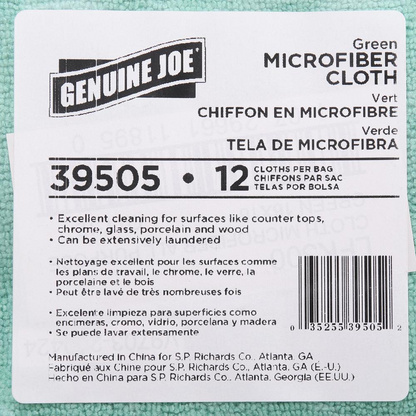 GENUINE JOE
Green
MICROFIBER
CLOTH
Vert
CHIFFON EN MICROFIBRE
Verde
TELA DE MICROFIBRA
39505 • 12 CLOTHS PER BAG
CHIFFONS PAR SAC
TELAS POR BOLSA
• Excellent cleaning for surfaces like counter tops,
chrome, glass, porcelain and wood
• Can be extensively laundered
• Nettoyage excellent pour les surfaces comme
les plans de travail, le chrome, le verre, la
porcelaine et le bois
• Peut être lavé de très nombreuses fois
• Excelente limpieza para superficies como
encimeras, cromo, vidrio, porcelana y madera
• Se puede lavar extensamente
0 35255 39505 2
Manufactured in China for S.P. Richards Co., Atlanta, GA
Fabriqué aux Chine pour S.P. Richards Co., Atlanta, GA (É.-U.)
Hecho en China para S.P. Richards Co., Atlanta, Georgia (EE.UU.)